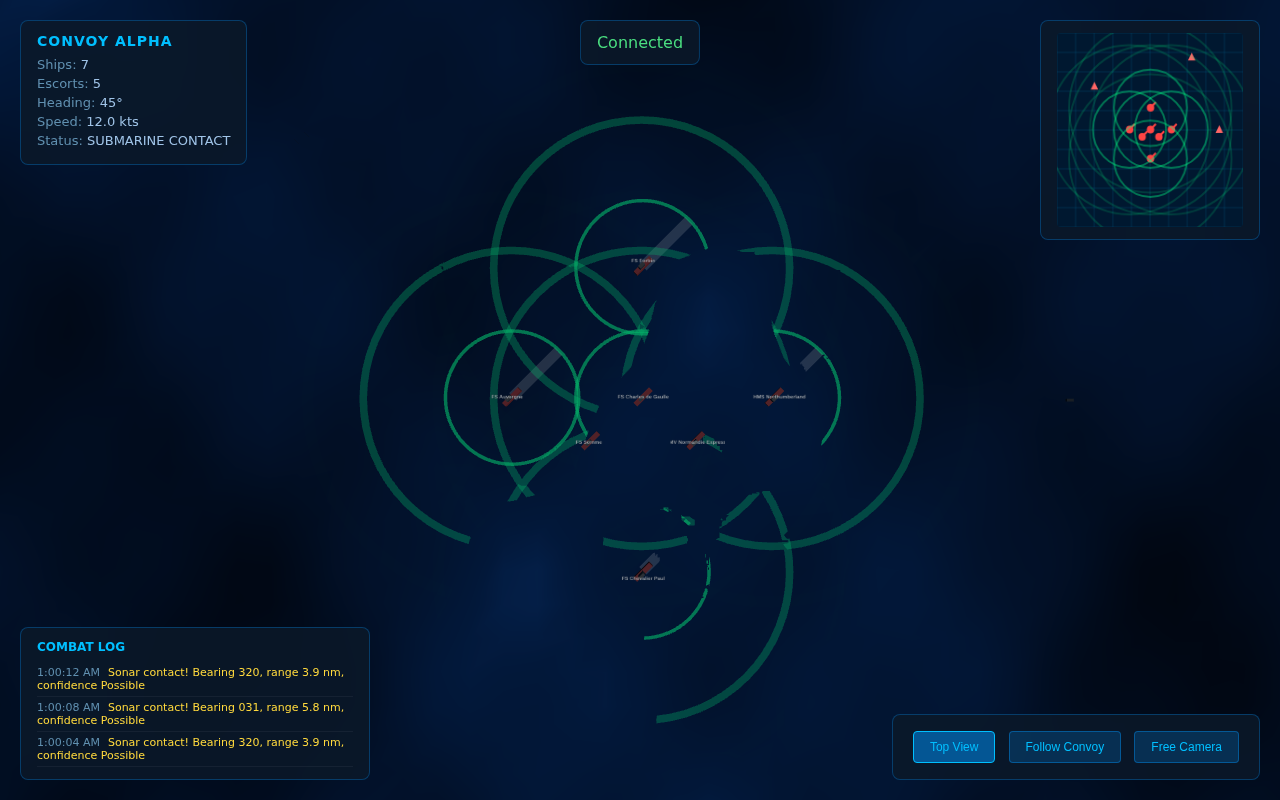 CONVOY ALPHA
Ships: 7
Escorts: 5
Heading: 45°
Speed: 12.0 kts
Status: SUBMARINE CONTACT
Connected
FS Auvergne
FS Charles de Gaulle
HMS Northumberland
FS Somme
MV Normandie Express
FS Chevalier Paul
COMBAT LOG
1:00:12 AM Sonar contact! Bearing 320, range 3.9 nm,
confidence Possible
1:00:08 AM Sonar contact! Bearing 031, range 5.8 nm,
confidence Possible
1:00:04 AM Sonar contact! Bearing 320, range 3.9 nm,
confidence Possible
Top View
Follow Convoy
Free Camera